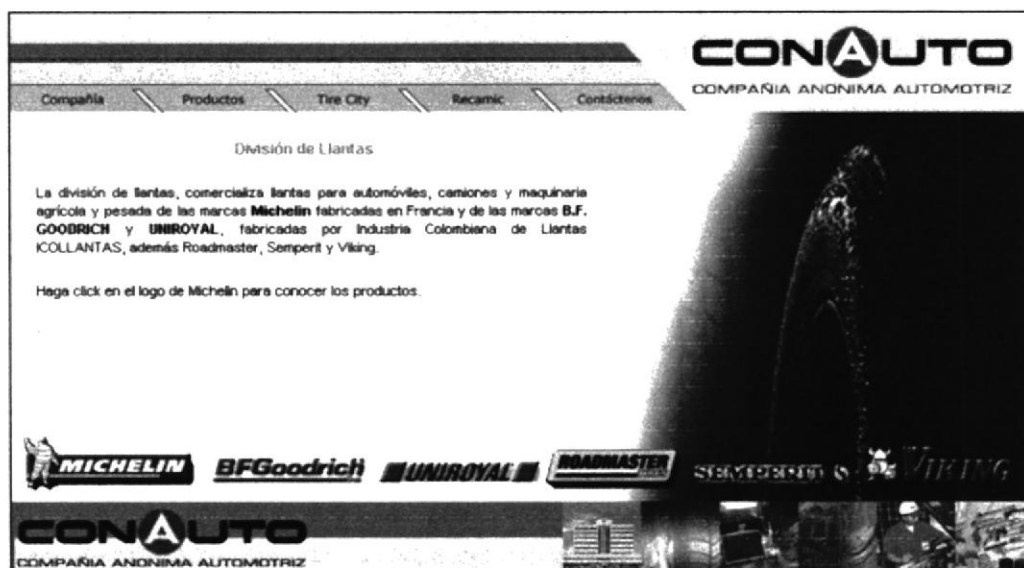 CONAUTO
COMPAÑIA ANONIMA AUTOMOTRIZ
Compañía Productos Tire City Recamic Contáctenos
División de Llantas
La división de llantas, comercializa llantas para automóviles, camiones y maquinaria
agrícola y pesada de las marcas Michelin fabricadas en Francia y de las marcas B.F.
GOODRICH y UNIROYAL, fabricadas por Industria Colombiana de Llantas
ICOLLANTAS, además Roadmaster, Semperit y Viking.
Haga click en el logo de Michelin para conocer los productos.
MICHELIN BFGoodrich UNIROYAL ROADMASTER SEMPERIT VIKING
CONAUTO
COMPAÑIA ANONIMA AUTOMOTRIZ